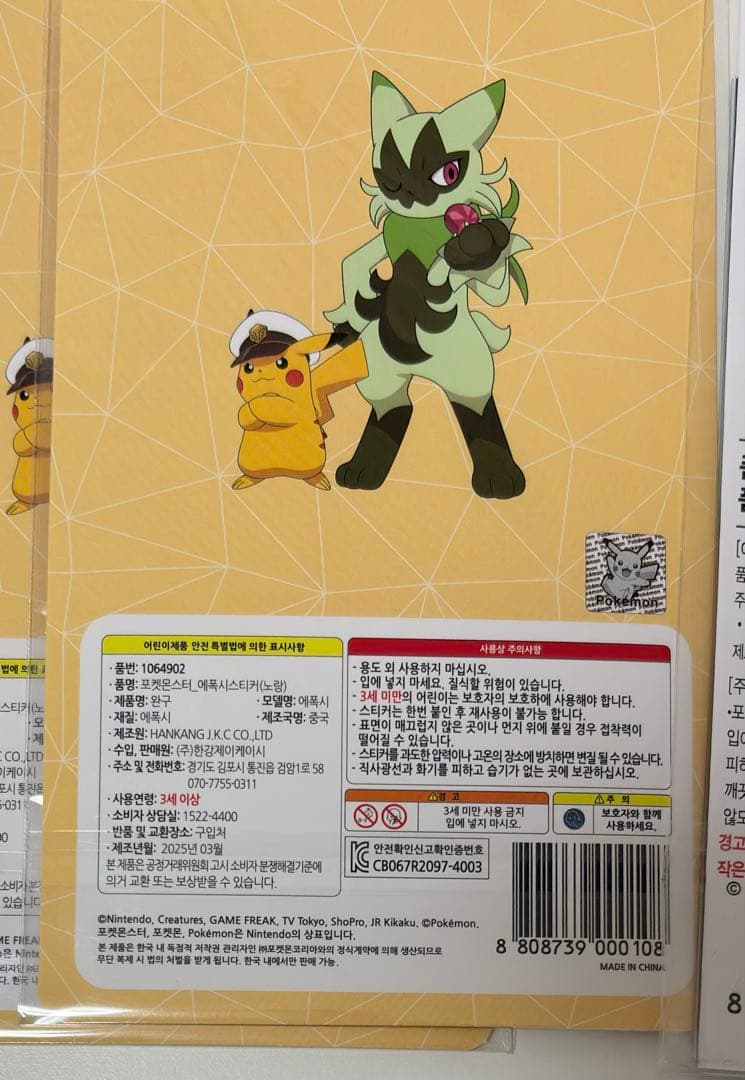 Pokémon
어린이제품 안전 특별법에 의한 표시사항
· 품번: 1064902
· 품명: 포켓몬스터_에폭시스티커(노랑)
· 제품명: 완구 · 모델명: 에폭시
· 재질: 에폭시 · 제조국명: 중국
· 제조원: HANKANG J.K.C CO.,LTD
· 수입, 판매원: (주)한강제이케이시
· 주소 및 전화번호: 경기도 김포시 통진읍 검암1로 58
070-7755-0311
· 사용연령: 3세 이상
· 소비자 상담실: 1522-4400
· 반품 및 교환장소: 구입처
· 제조년월: 2025년 03월
본 제품은 공정거래위원회 고시 소비자 분쟁해결기준에
의거 교환 또는 보상받을 수 있습니다.
사용상 주의사항
- 용도 외 사용하지 마십시오.
- 입에 넣지 마세요. 질식할 위험이 있습니다.
- 3세 미만의 어린이는 보호자의 보호하에 사용해야 합니다.
- 스티커는 한번 붙인 후 재사용이 불가능 합니다.
- 표면이 매끄럽지 않은 곳이나 먼지 위에 붙일 경우 접착력이
떨어질 수 있습니다.
- 스티커를 과도한 압력이나 고온의 장소에 방치하면 변질 될 수 있습니다.
- 직사광선과 화기를 피하고 습기가 없는 곳에 보관하십시오.
경 고
3세 미만 사용 금지
입에 넣지 마시오.
주 의
보호자와 함께
사용하세요.
안전확인신고확인증번호
CB067R2097-4003
©Nintendo, Creatures, GAME FREAK, TV Tokyo, ShoPro, JR Kikaku. ©Pokémon.
포켓몬스터, 포켓몬, Pokémon은 Nintendo의 상표입니다.
본 제품은 한국 내 독점적 저작권 관리자인 ㈜포켓몬코리아와의 정식계약에 의해 생산되므로
무단 복제 시 법의 처벌을 받게 됩니다. 한국 내에서만 판매 가능.
8 808739 000108
MADE IN CHINA